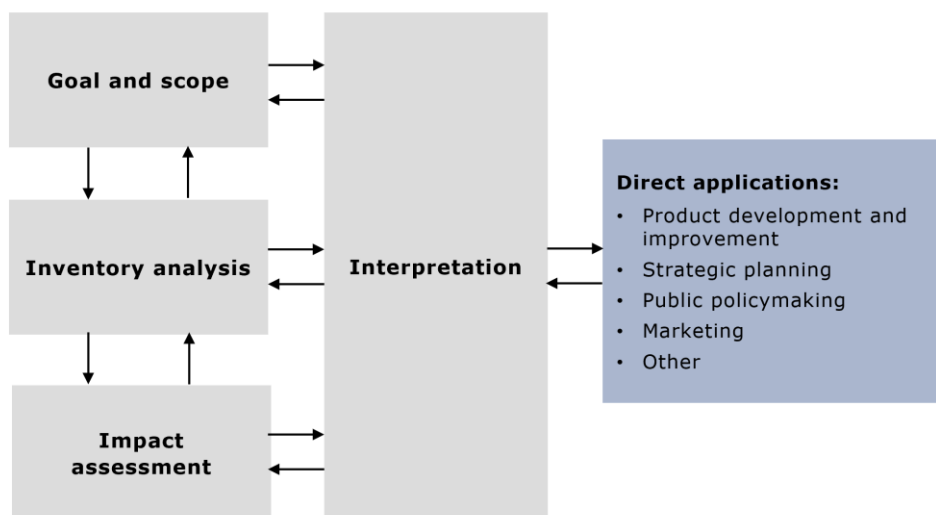 Goal and scope
Inventory analysis
Impact
assessment
Interpretation
Direct applications:
• Product development and
improvement
• Strategic planning
• Public policymaking
• Marketing
• Other